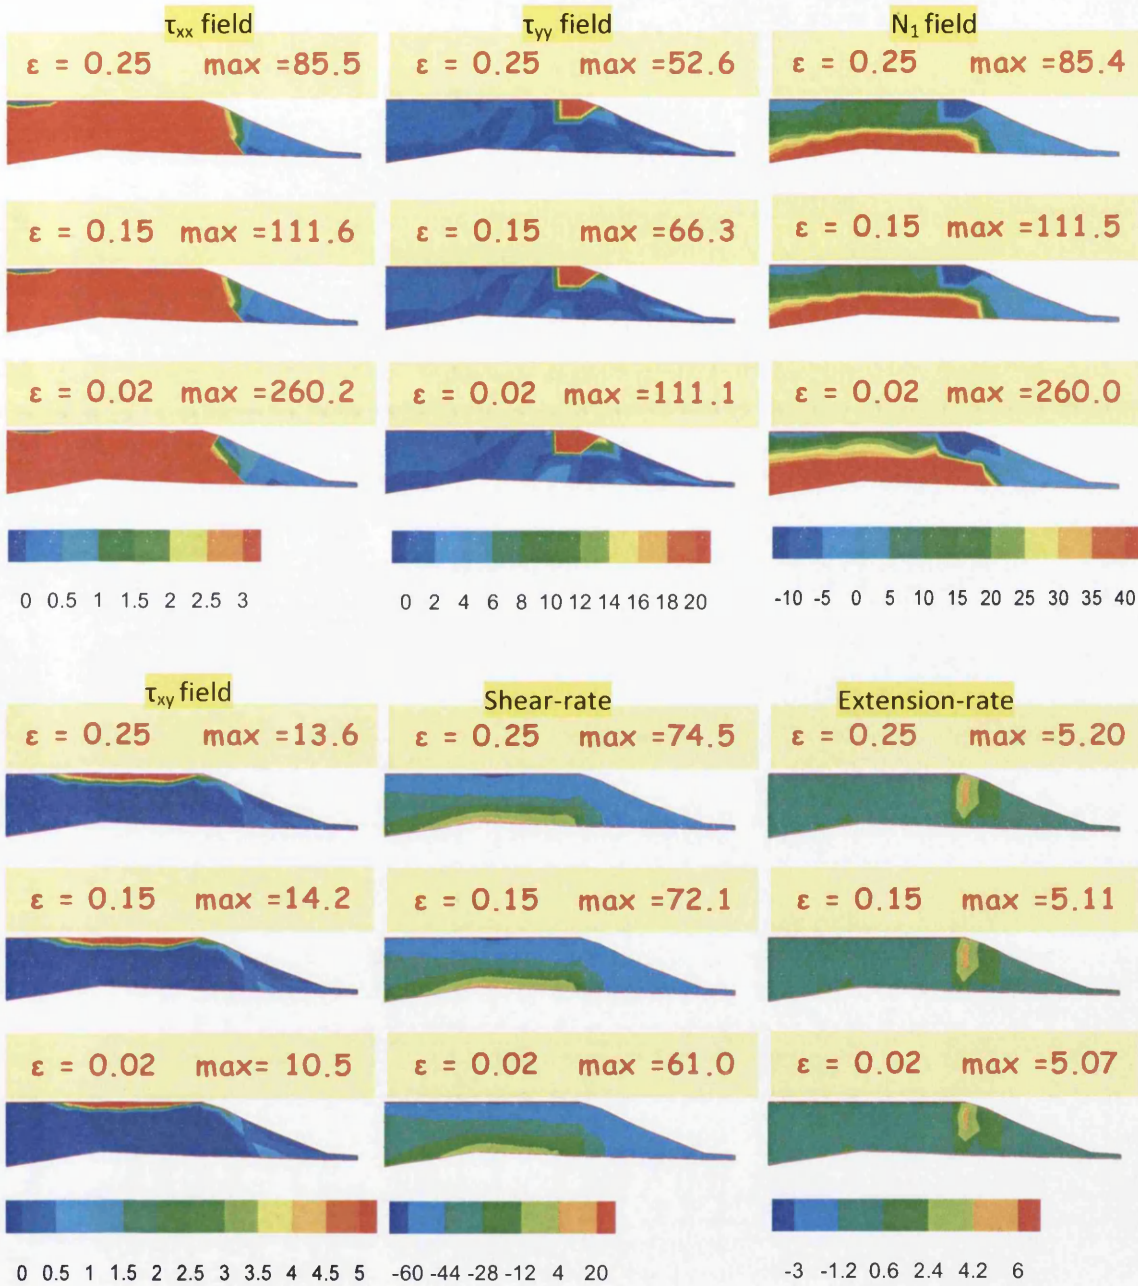 τxx field τyy field N1 field
ε = 0.25 max =85.5 ε = 0.25 max =52.6 ε = 0.25 max =85.4
ε = 0.15 max =111.6 ε = 0.15 max =66.3 ε = 0.15 max =111.5
ε = 0.02 max =260.2 ε = 0.02 max =111.1 ε = 0.02 max =260.0
0 0.5 1 1.5 2 2.5 3 0 2 4 6 8 10 12 14 16 18 20 -10 -5 0 5 10 15 20 25 30 35 40
τxy field Shear-rate Extension-rate
ε = 0.25 max =13.6 ε = 0.25 max =74.5 ε = 0.25 max =5.20
ε = 0.15 max =14.2 ε = 0.15 max =72.1 ε = 0.15 max =5.11
ε = 0.02 max= 10.5 ε = 0.02 max =61.0 ε = 0.02 max =5.07
0 0.5 1 1.5 2 2.5 3 3.5 4 4.5 5 -60 -44 -28 -12 4 20 -3 -1.2 0.6 2.4 4.2 6